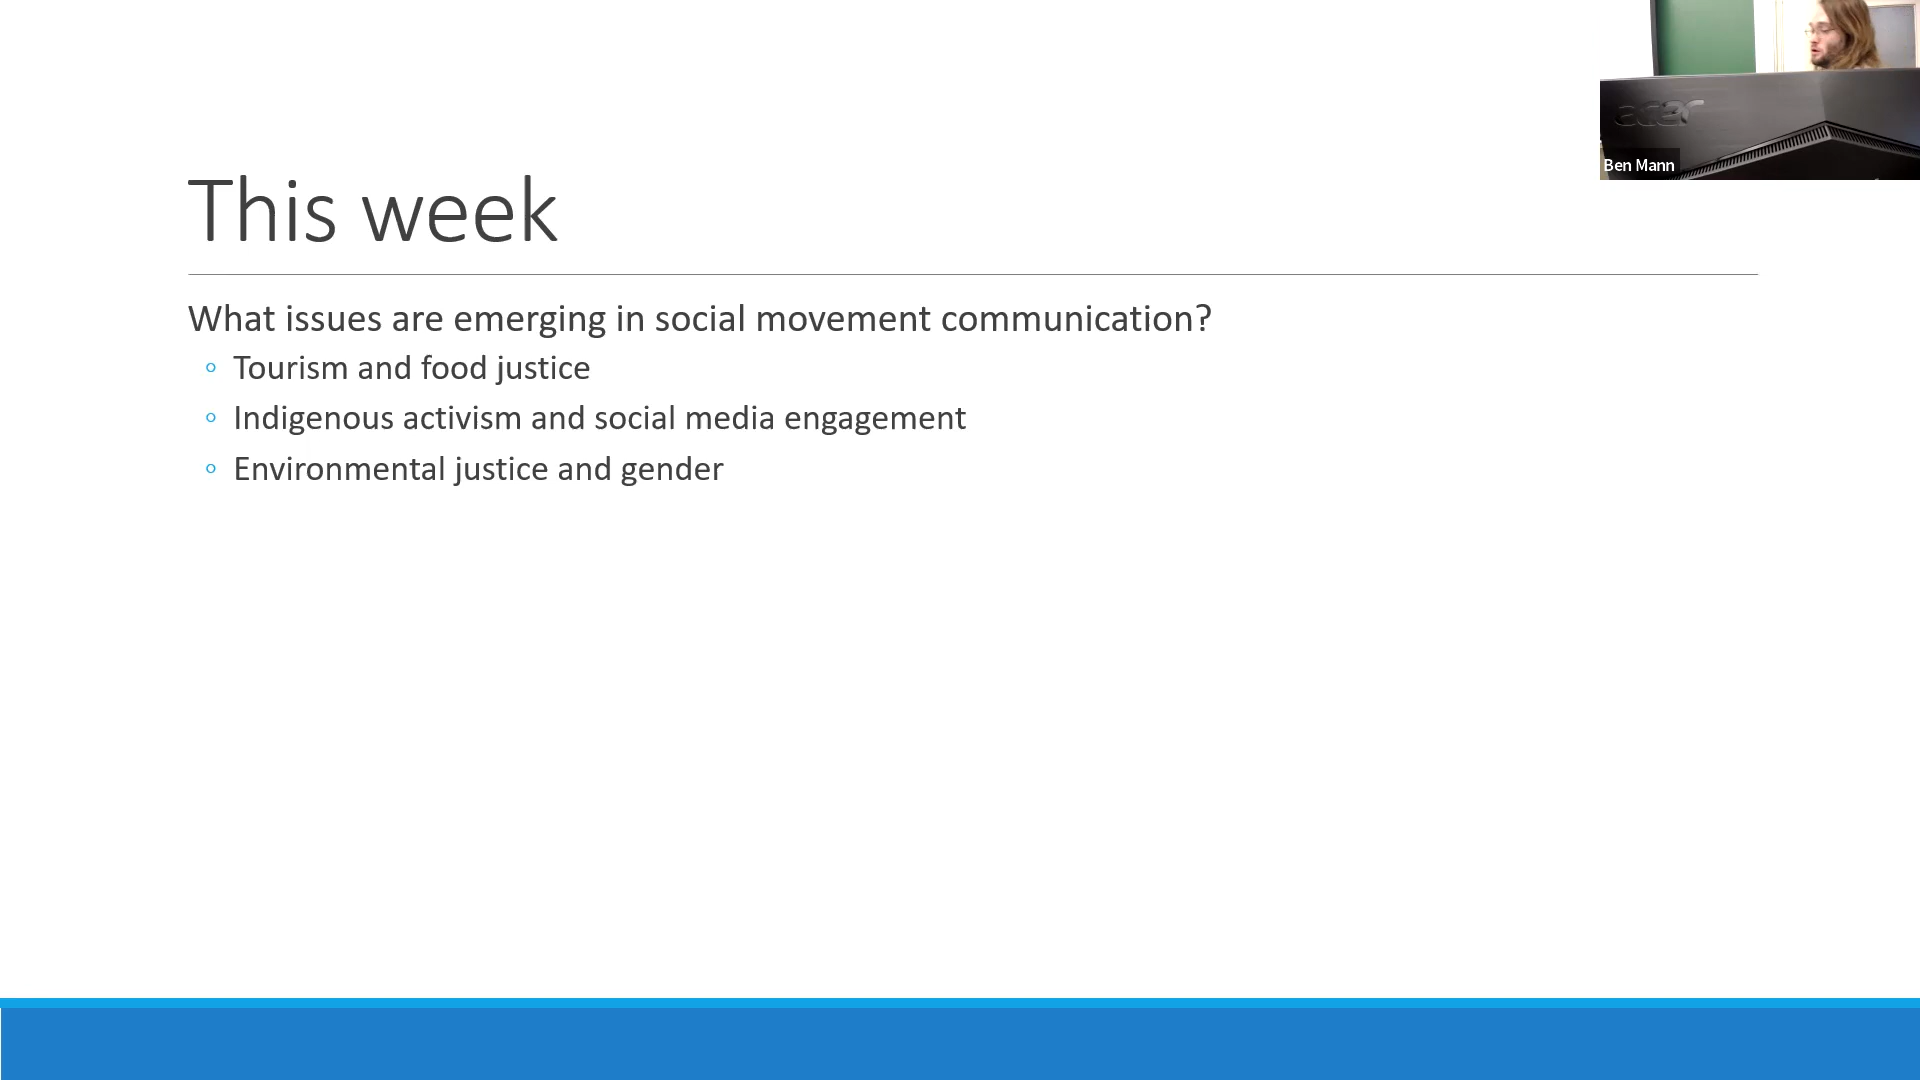 This week
What issues are emerging in social movement communication?
Tourism and food justice
Indigenous activism and social media engagement
Environmental justice and gender
acer
Ben Mann